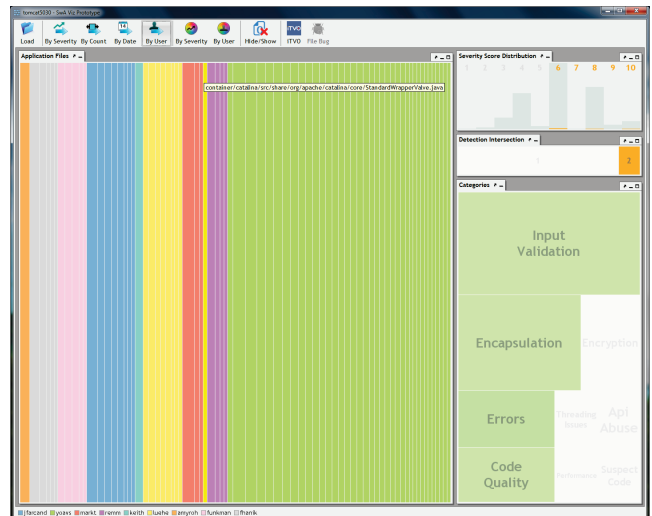 tomcat5030 - SwA Viz Prototype
Load By Severity By Count By Date By User By Severity By User Hide/Show ITVO File Bug
14
iTVO
Application Files
container/catalina/src/share/org/apache/catalina/core/StandardWrapperValve.java
Severity Score Distribution
1 2 3 4 5 6 7 8 9 10
Detection Intersection
1 2
Categories
Input
Validation
Encapsulation
Encryption
Errors
Threading
Issues
Api
Abuse
Code
Quality
Performance
Suspect
Code
jfarcand yoavs markt remm keith luehe amyroh funkman fhanik